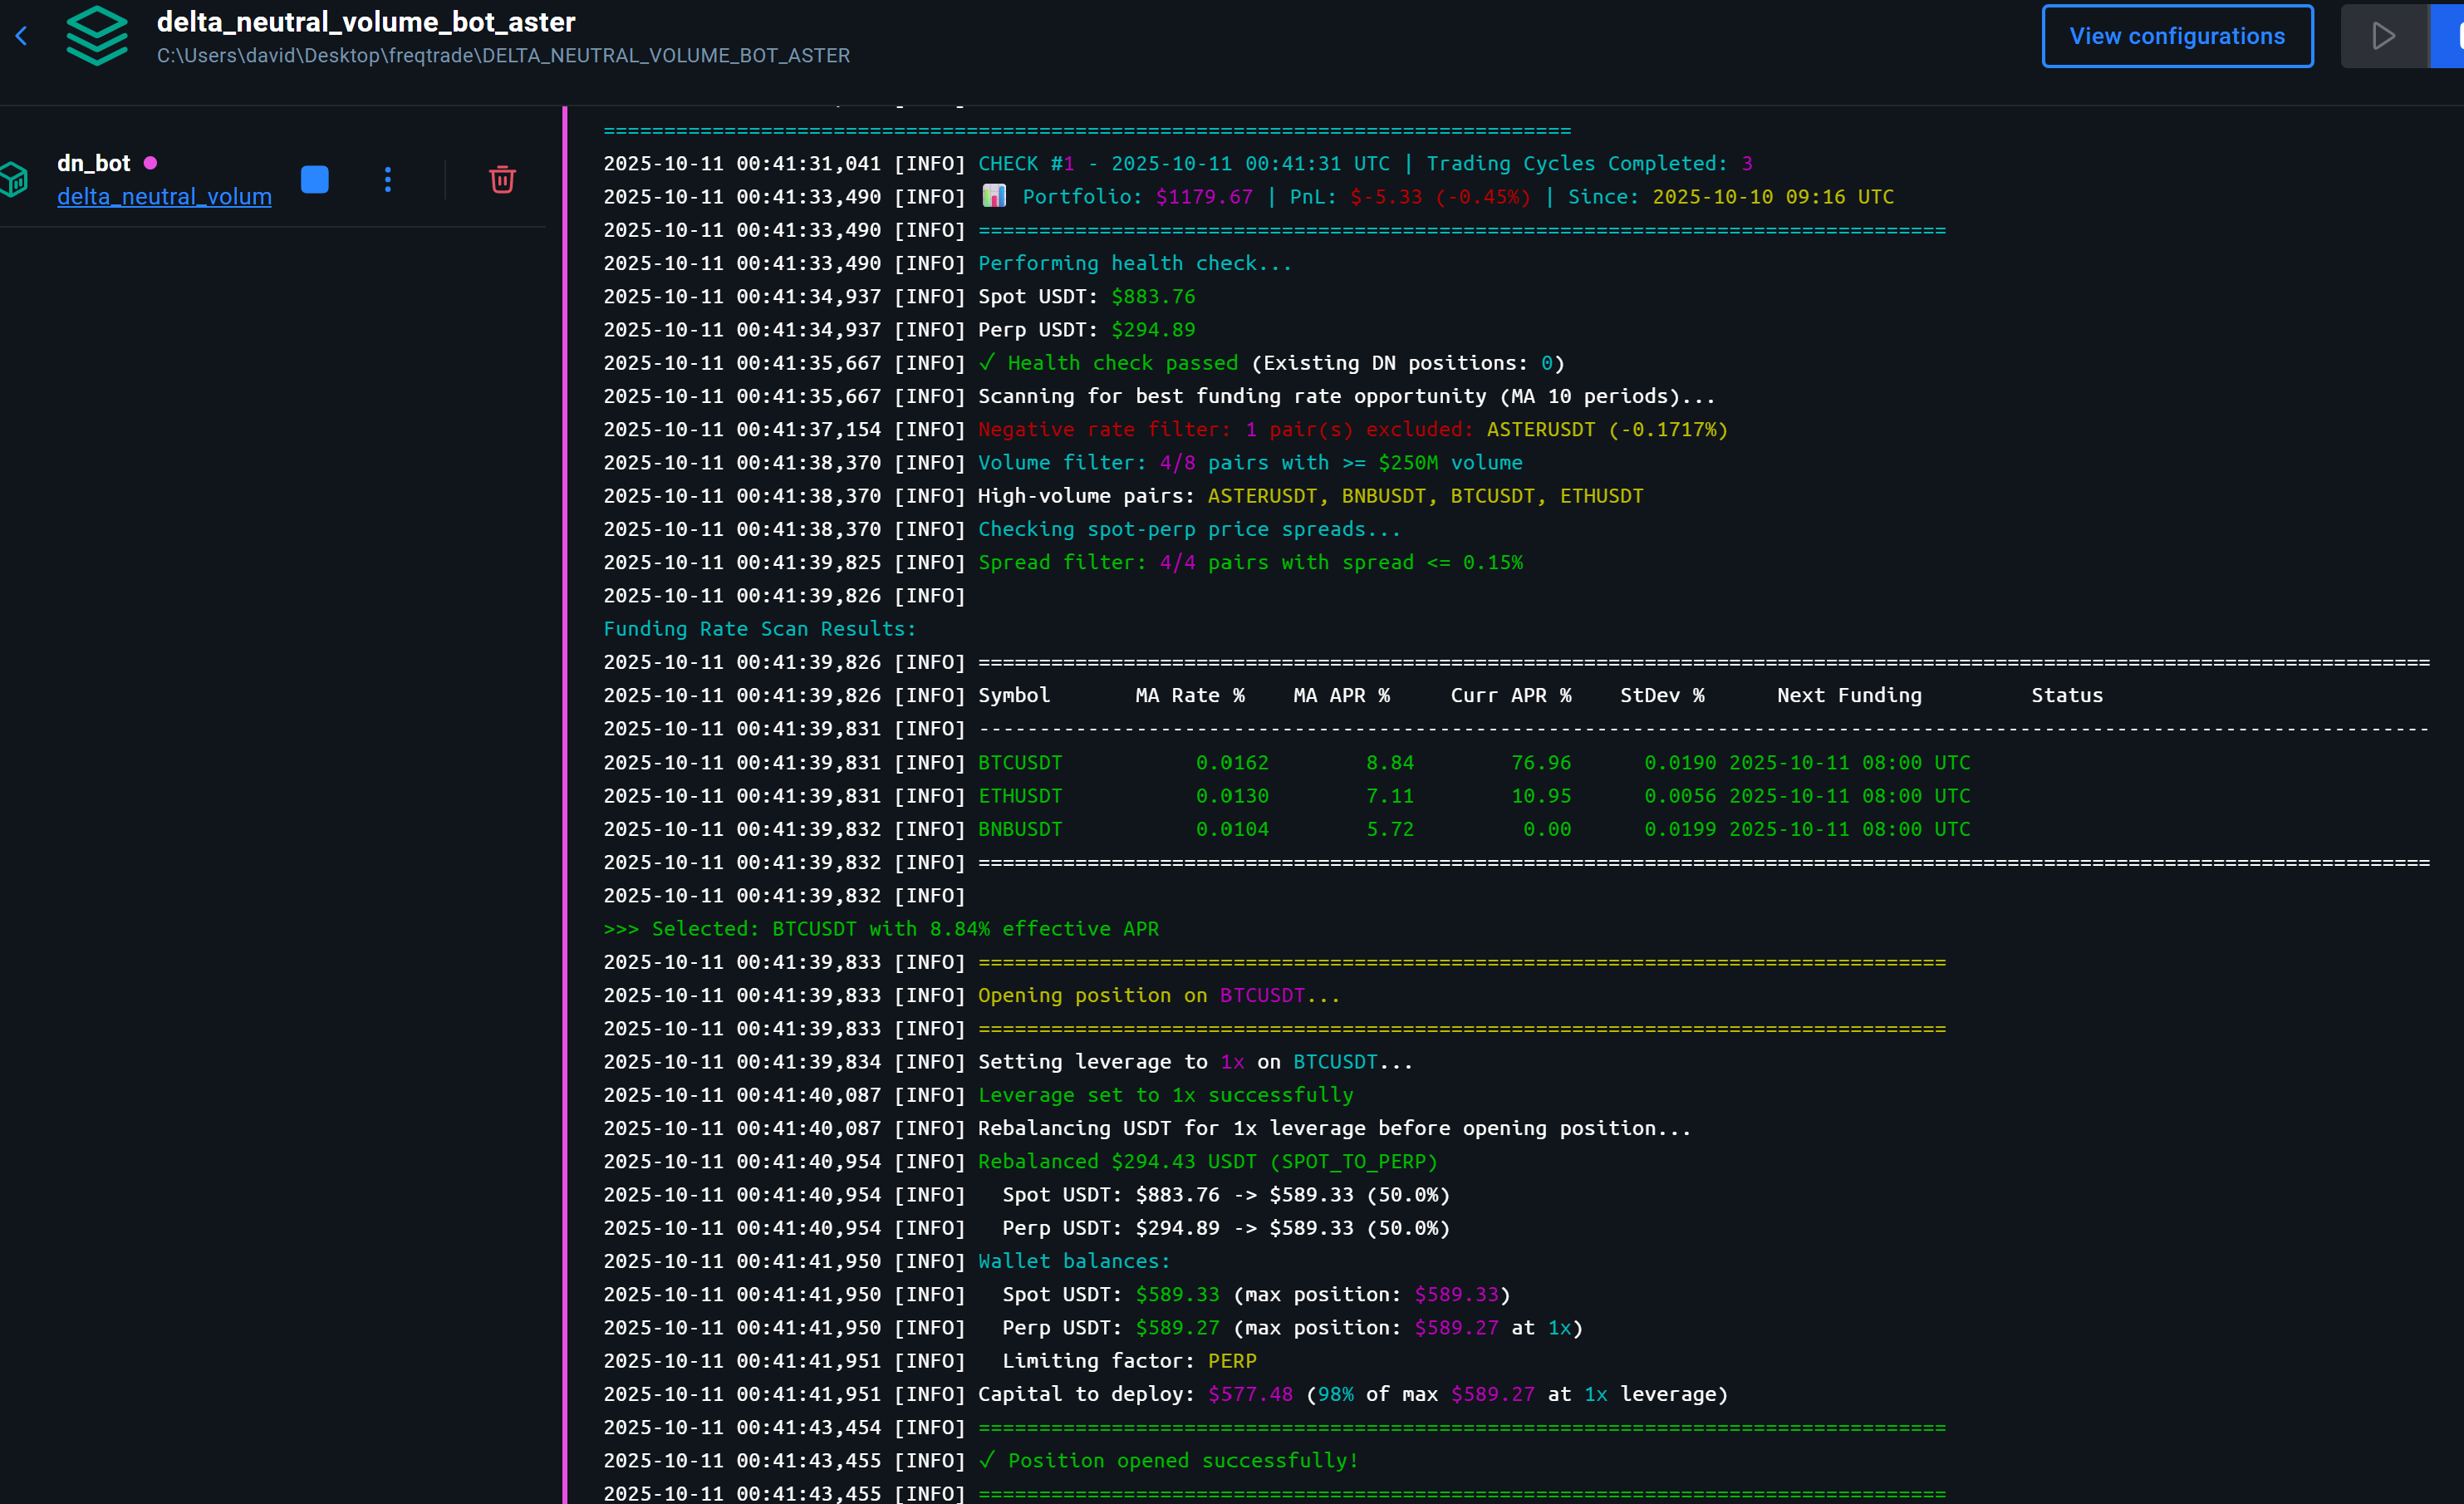 delta_neutral_volume_bot_aster
C:\Users\david\Desktop\freqtrade\DELTA_NEUTRAL_VOLUME_BOT_ASTER
View configurations
dn_bot
delta_neutral_volum
================================================================================
2025-10-11 00:41:31,041 [INFO] CHECK #1 - 2025-10-11 00:41:31 UTC | Trading Cycles Completed: 3
2025-10-11 00:41:33,490 [INFO] 📊 Portfolio: $1179.67 | PnL: $-5.33 (-0.45%) | Since: 2025-10-10 09:16 UTC
2025-10-11 00:41:33,490 [INFO] ================================================================================
2025-10-11 00:41:33,490 [INFO] Performing health check...
2025-10-11 00:41:34,937 [INFO] Spot USDT: $883.76
2025-10-11 00:41:34,937 [INFO] Perp USDT: $294.89
2025-10-11 00:41:35,667 [INFO] ✓ Health check passed (Existing DN positions: 0)
2025-10-11 00:41:35,667 [INFO] Scanning for best funding rate opportunity (MA 10 periods)...
2025-10-11 00:41:37,154 [INFO] Negative rate filter: 1 pair(s) excluded: ASTERUSDT (-0.1717%)
2025-10-11 00:41:38,370 [INFO] Volume filter: 4/8 pairs with >= $250M volume
2025-10-11 00:41:38,370 [INFO] High-volume pairs: ASTERUSDT, BNBUSDT, BTCUSDT, ETHUSDT
2025-10-11 00:41:38,370 [INFO] Checking spot-perp price spreads...
2025-10-11 00:41:39,825 [INFO] Spread filter: 4/4 pairs with spread <= 0.15%
2025-10-11 00:41:39,826 [INFO]
Funding Rate Scan Results:
2025-10-11 00:41:39,826 [INFO] ========================================================================================================================
2025-10-11 00:41:39,826 [INFO] Symbol MA Rate % MA APR % Curr APR % StDev % Next Funding Status
2025-10-11 00:41:39,831 [INFO] ------------------------------------------------------------------------------------------------------------------------
2025-10-11 00:41:39,831 [INFO] BTCUSDT 0.0162 8.84 76.96 0.0190 2025-10-11 08:00 UTC
2025-10-11 00:41:39,831 [INFO] ETHUSDT 0.0130 7.11 10.95 0.0056 2025-10-11 08:00 UTC
2025-10-11 00:41:39,832 [INFO] BNBUSDT 0.0104 5.72 0.00 0.0199 2025-10-11 08:00 UTC
2025-10-11 00:41:39,832 [INFO] ========================================================================================================================
2025-10-11 00:41:39,832 [INFO]
>>> Selected: BTCUSDT with 8.84% effective APR
2025-10-11 00:41:39,833 [INFO] ================================================================================
2025-10-11 00:41:39,833 [INFO] Opening position on BTCUSDT...
2025-10-11 00:41:39,833 [INFO] ================================================================================
2025-10-11 00:41:39,834 [INFO] Setting leverage to 1x on BTCUSDT...
2025-10-11 00:41:40,087 [INFO] Leverage set to 1x successfully
2025-10-11 00:41:40,087 [INFO] Rebalancing USDT for 1x leverage before opening position...
2025-10-11 00:41:40,954 [INFO] Rebalanced $294.43 USDT (SPOT_TO_PERP)
2025-10-11 00:41:40,954 [INFO] Spot USDT: $883.76 -> $589.33 (50.0%)
2025-10-11 00:41:40,954 [INFO] Perp USDT: $294.89 -> $589.33 (50.0%)
2025-10-11 00:41:41,950 [INFO] Wallet balances:
2025-10-11 00:41:41,950 [INFO] Spot USDT: $589.33 (max position: $589.33)
2025-10-11 00:41:41,950 [INFO] Perp USDT: $589.27 (max position: $589.27 at 1x)
2025-10-11 00:41:41,951 [INFO] Limiting factor: PERP
2025-10-11 00:41:41,951 [INFO] Capital to deploy: $577.48 (98% of max $589.27 at 1x leverage)
2025-10-11 00:41:43,454 [INFO] ================================================================================
2025-10-11 00:41:43,455 [INFO] ✓ Position opened successfully!
2025-10-11 00:41:43,455 [INFO] ================================================================================